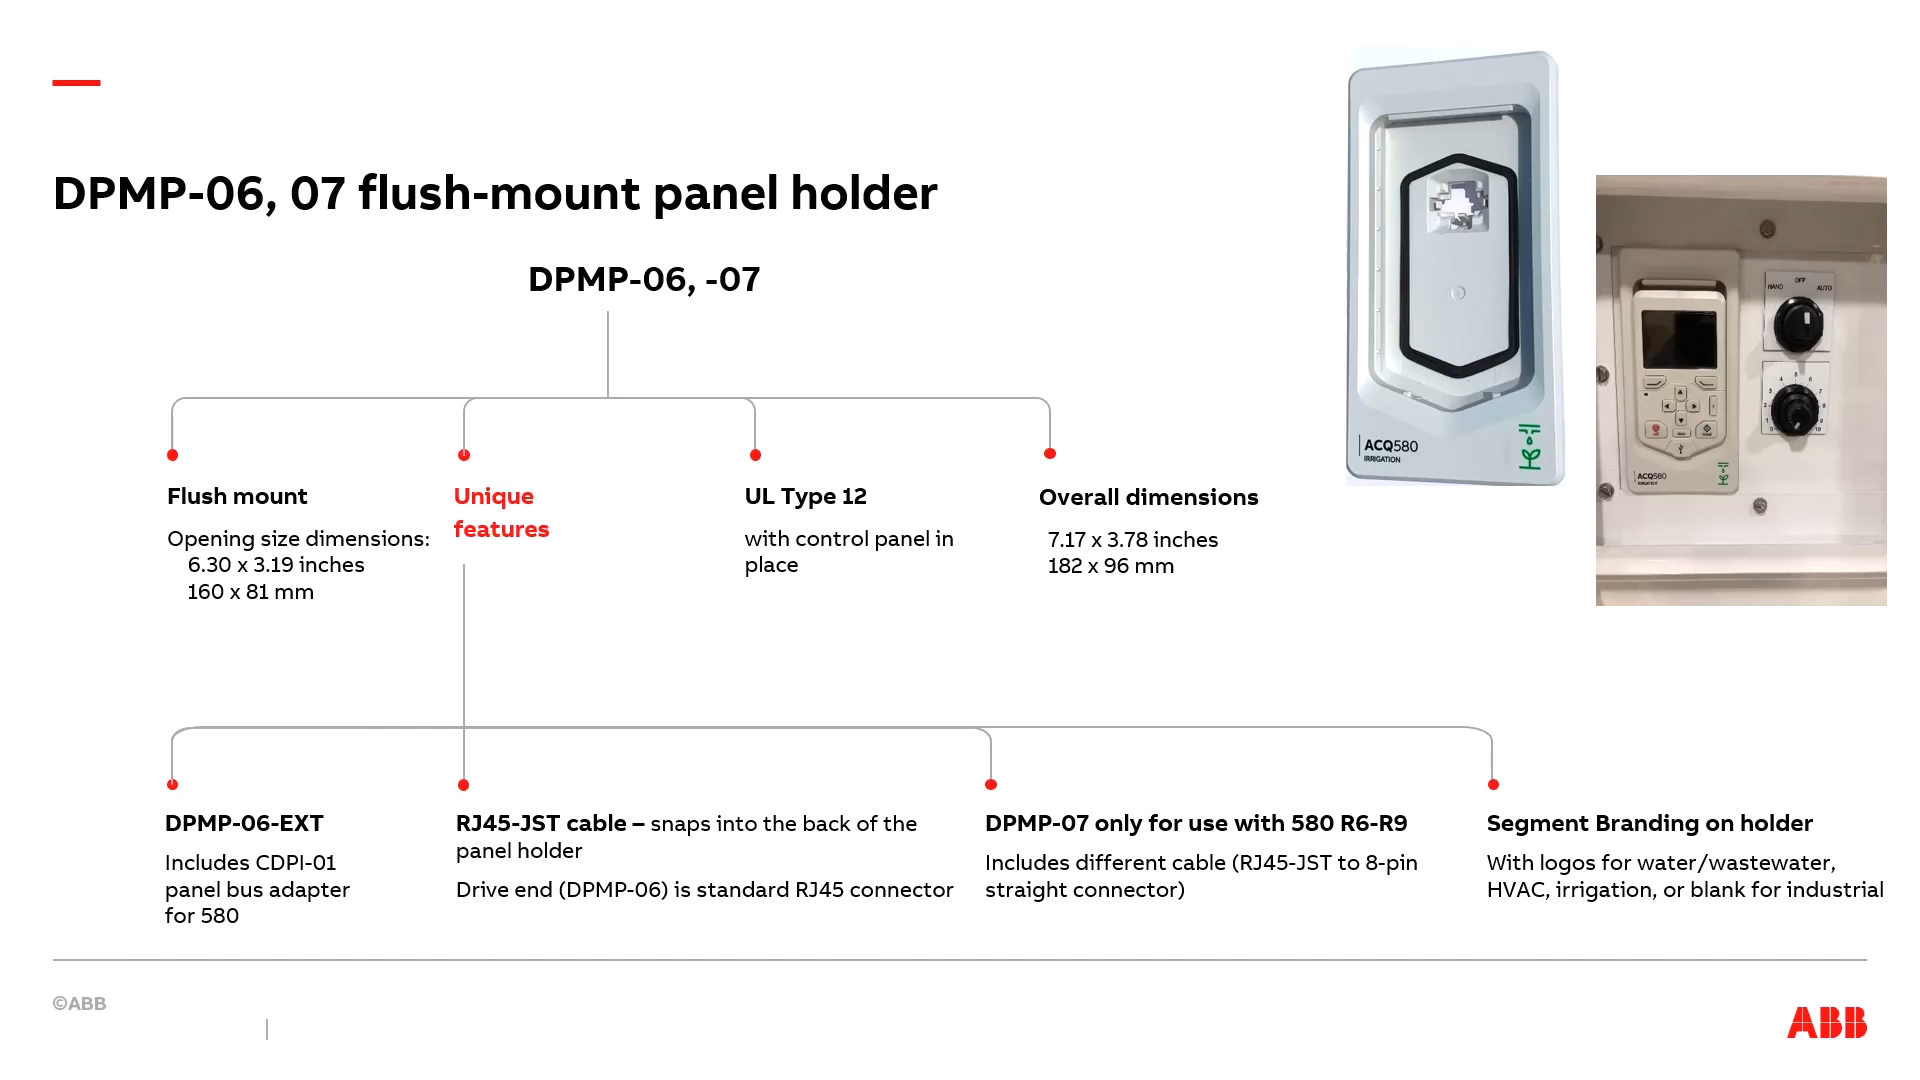 DPMP-06, 07 flush-mount panel holder
DPMP-06, -07
Flush mount
Opening size dimensions:
6.30 x 3.19 inches
160 x 81 mm
Unique
features
UL Type 12
with control panel in
place
Overall dimensions
7.17 x 3.78 inches
182 x 96 mm
ACQ580
IRRIGATION
HAND
OFF
AUTO
ACQ580
IRRIGATION
DPMP-06-EXT
Includes CDPI-01
panel bus adapter
for 580
RJ45-JST cable – snaps into the back of the
panel holder
Drive end (DPMP-06) is standard RJ45 connector
DPMP-07 only for use with 580 R6-R9
Includes different cable (RJ45-JST to 8-pin
straight connector)
Segment Branding on holder
With logos for water/wastewater,
HVAC, irrigation, or blank for industrial
©ABB
ABB